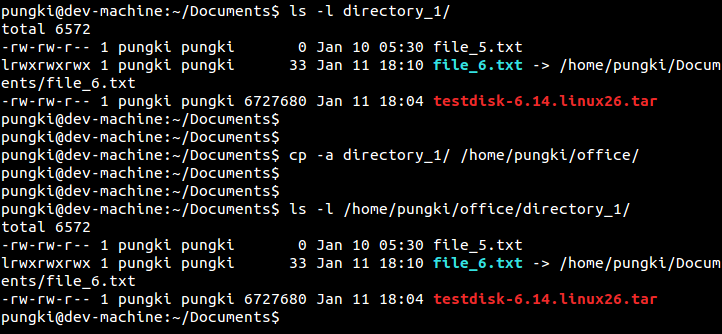 pungki@dev-machine:~/Documents$ ls -l directory_1/
total 6572
-rw-rw-r-- 1 pungki pungki       0 Jan 10 05:30 file_5.txt
lrwxrwxrwx 1 pungki pungki      33 Jan 11 18:10 file_6.txt -> /home/pungki/Docum
ents/file_6.txt
-rw-rw-r-- 1 pungki pungki 6727680 Jan 11 18:04 testdisk-6.14.linux26.tar
pungki@dev-machine:~/Documents$
pungki@dev-machine:~/Documents$
pungki@dev-machine:~/Documents$ cp -a directory_1/ /home/pungki/office/
pungki@dev-machine:~/Documents$
pungki@dev-machine:~/Documents$
pungki@dev-machine:~/Documents$ ls -l /home/pungki/office/directory_1/
total 6572
-rw-rw-r-- 1 pungki pungki       0 Jan 10 05:30 file_5.txt
lrwxrwxrwx 1 pungki pungki      33 Jan 11 18:10 file_6.txt -> /home/pungki/Docum
ents/file_6.txt
-rw-rw-r-- 1 pungki pungki 6727680 Jan 11 18:04 testdisk-6.14.linux26.tar
pungki@dev-machine:~/Documents$